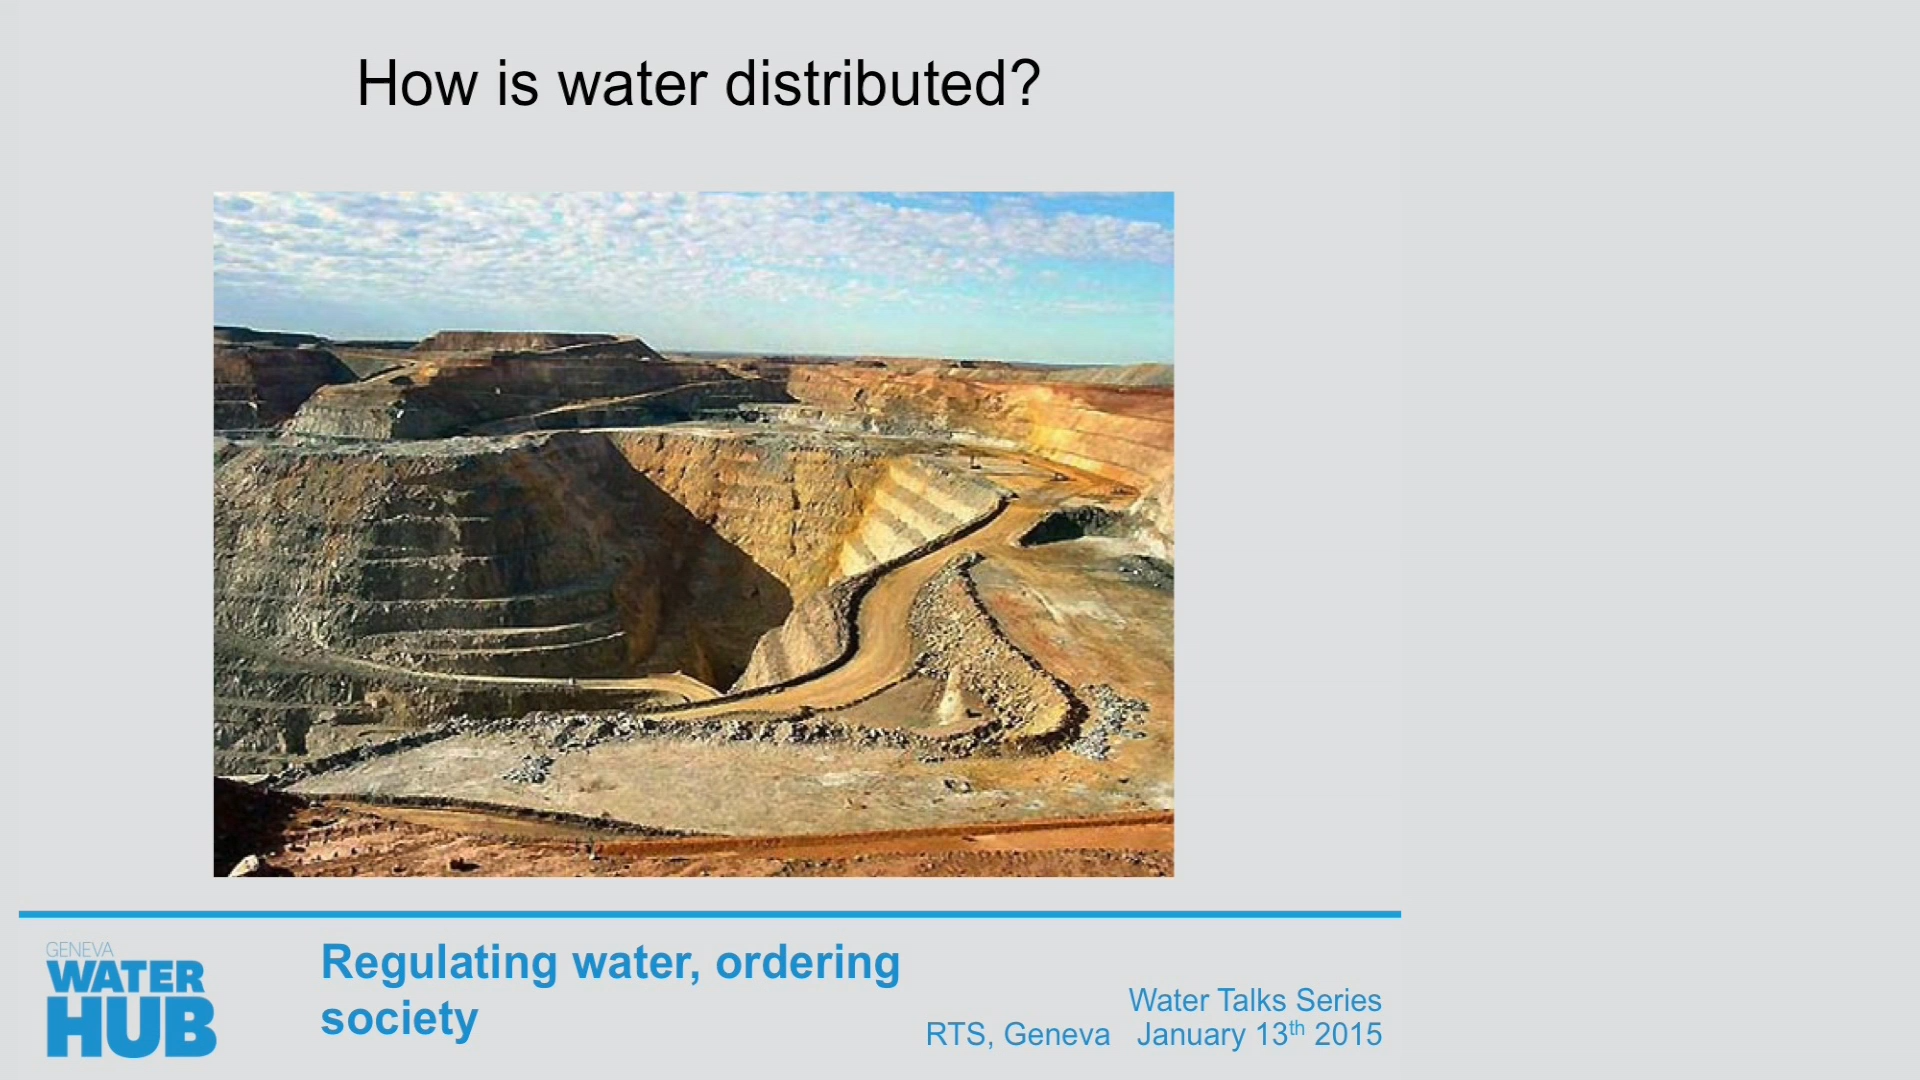 How is water distributed?
GENEVA
WATER
HUB
Regulating water, ordering
society
Water Talks Series
RTS, Geneva January 13th 2015